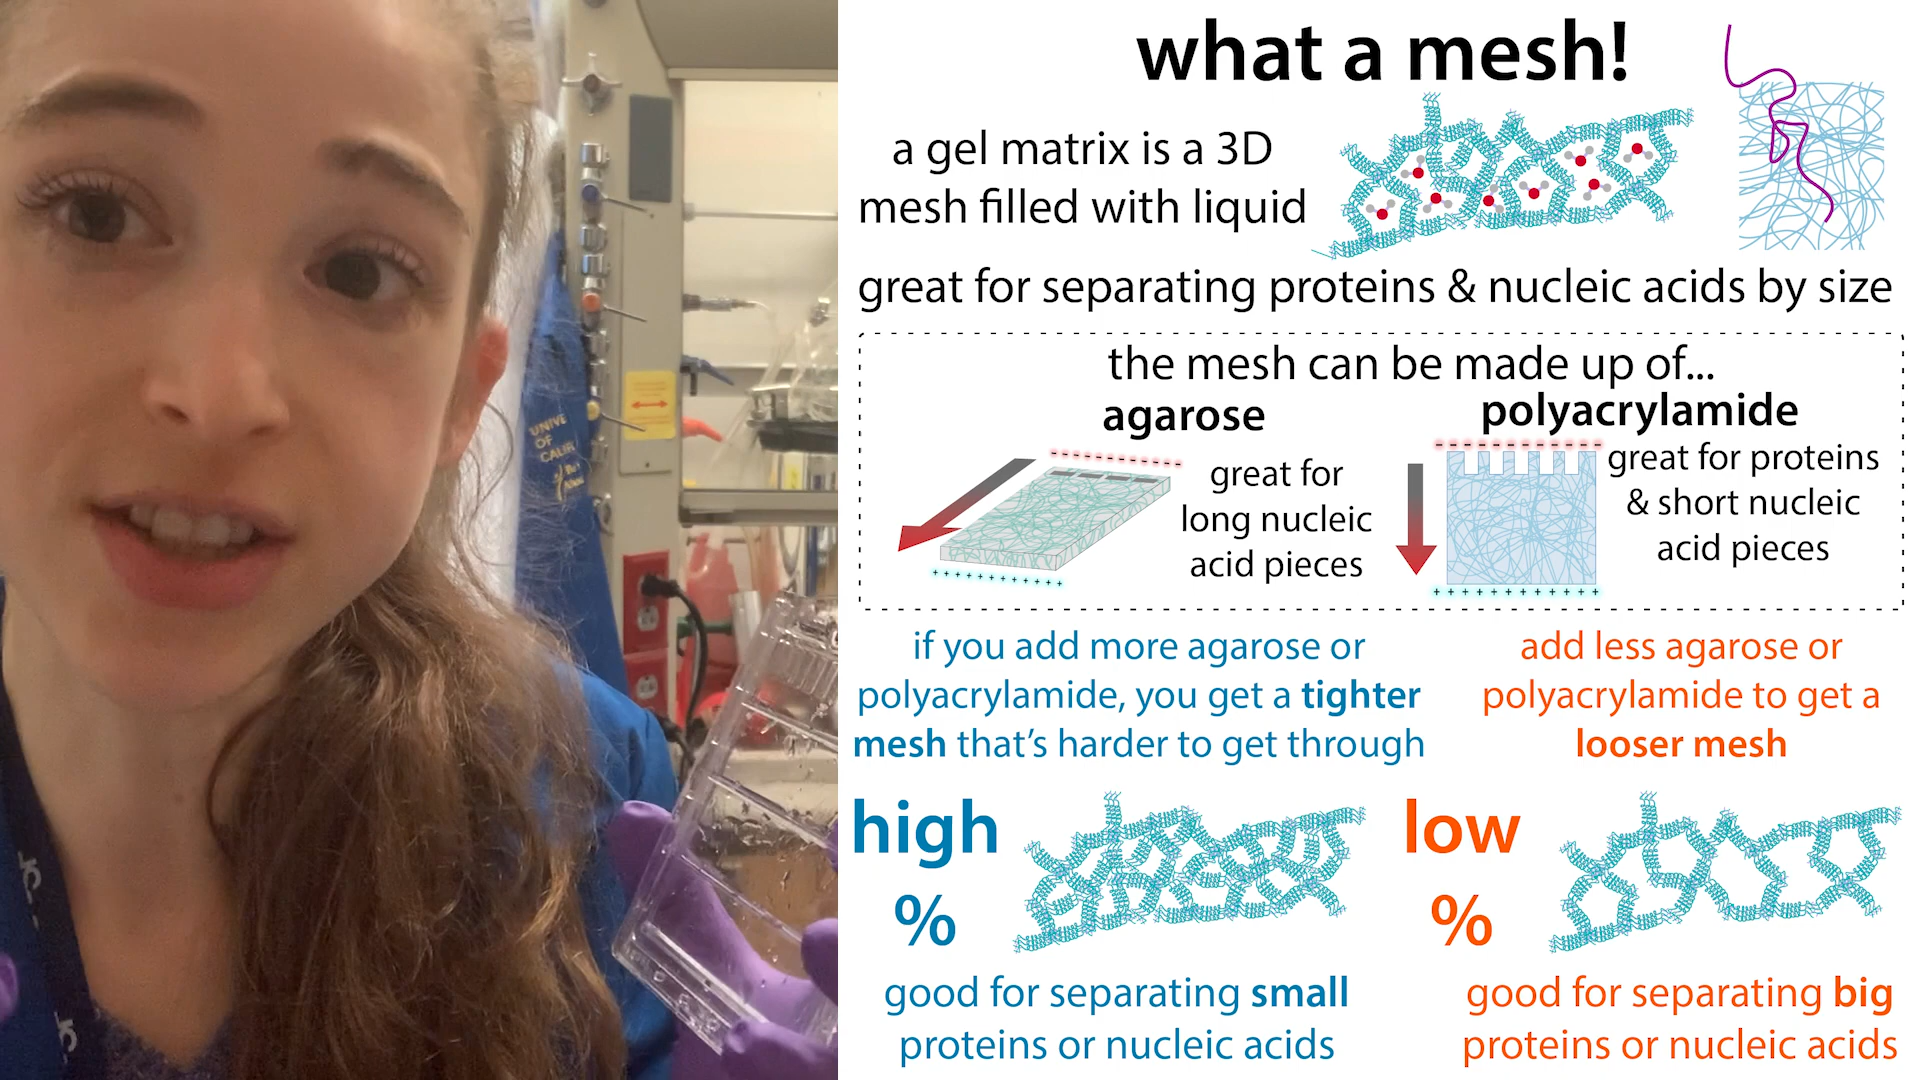 what a mesh!
a gel matrix is a 3D
mesh filled with liquid
great for separating proteins & nucleic acids by size
the mesh can be made up of...
agarose
great for
long nucleic
acid pieces
polyacrylamide
great for proteins
& short nucleic
acid pieces
if you add more agarose or
polyacrylamide, you get a tighter
mesh that's harder to get through
add less agarose or
polyacrylamide to get a
looser mesh
high
%
good for separating small
proteins or nucleic acids
low
%
good for separating big
proteins or nucleic acids
UNIVE
OF
CALIF